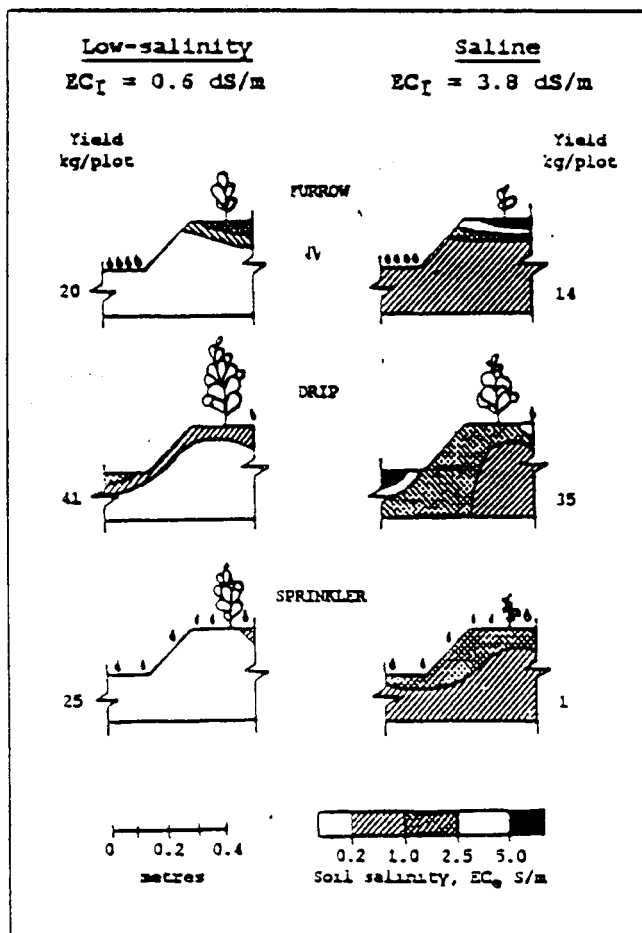 Low-salinity Saline
EC_I = 0.6 dS/m EC_I = 3.8 dS/m
Yield Yield
kg/plot kg/plot
FURROW
20 14
DRIP
41 35
SPRINKLER
25 1
0 0.2 0.4
metres
0.2 1.0 2.5 5.0
Soil salinity, EC_e S/m